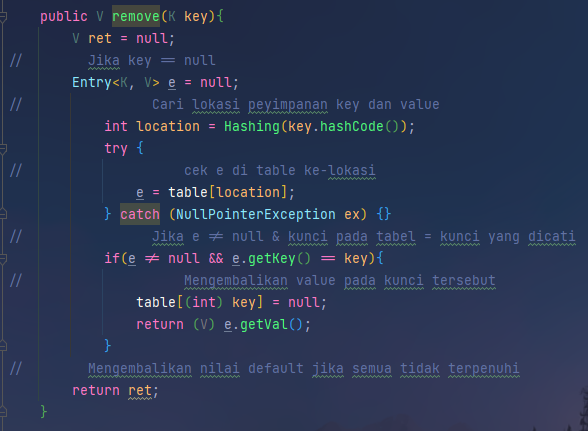 public V remove(K key){
V ret = null;
// Jika key == null
Entry<K, V> e = null;
// Cari lokasi peyimpanan key dan value
int location = Hashing(key.hashCode());
try {
// cek e di table ke-lokasi
e = table[location];
} catch (NullPointerException ex) {}
// Jika e ≠ null & kunci pada tabel = kunci yang dicati
if(e ≠ null && e.getKey() == key){
// Mengembalikan value pada kunci tersebut
table[(int) key] = null;
return (V) e.getVal();
}
// Mengembalikan nilai default jika semua tidak terpenuhi
return ret;
}